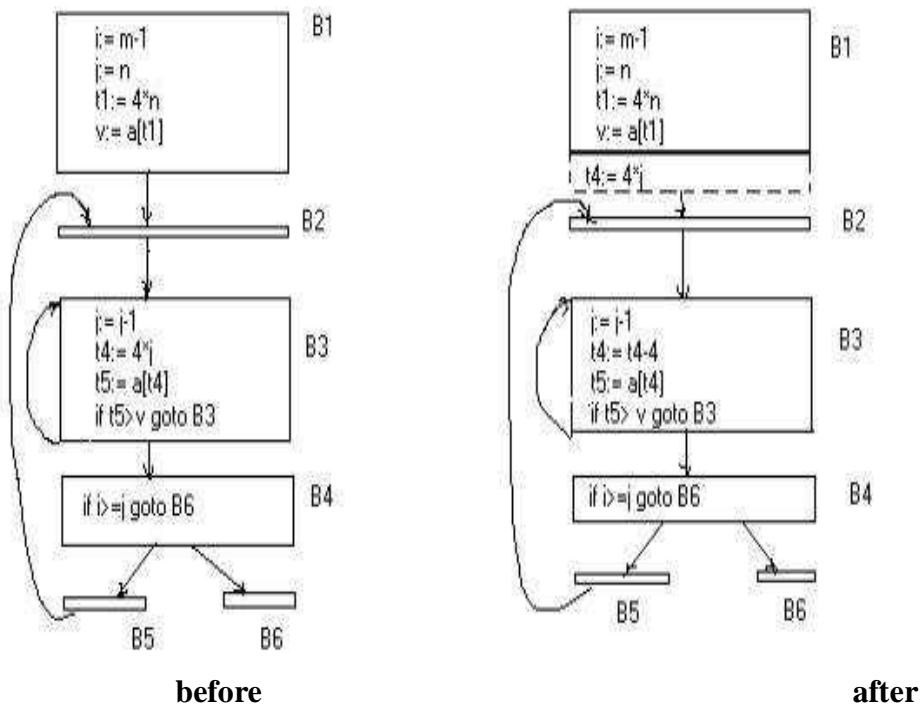 B1
i:= m-1
j:= n
t1:= 4*n
v:= a[t1]
B2
j:= j-1
t4:= 4*j
t5:= a[t4]
if t5>v goto B3
B3
if i>=j goto B6
B4
B5
B6
before
i:= m-1
j:= n
t1:= 4*n
v:= a[t1]
B1
t4:= 4*j
B2
j:= j-1
t4:= t4-4
t5:= a[t4]
if t5> v goto B3
B3
if i>=j goto B6
B4
B5
B6
after